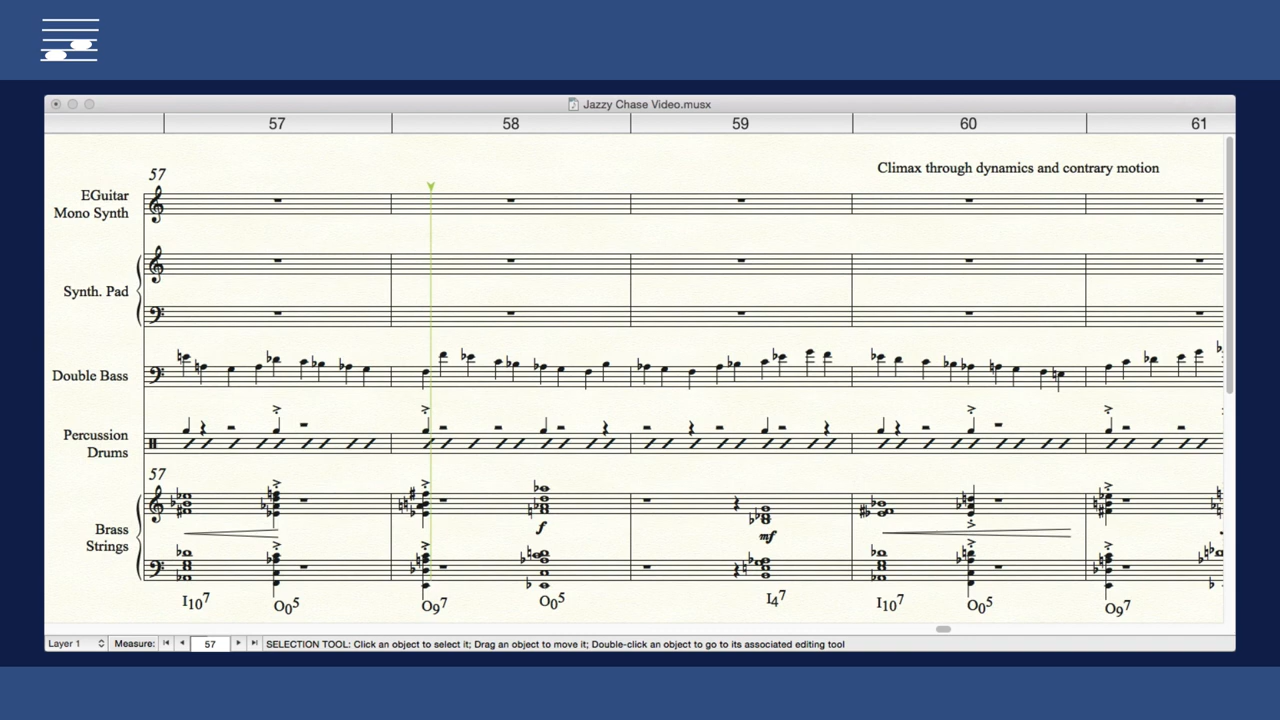 Jazzy Chase Video.musx
57 58 59 60 61
Climax through dynamics and contrary motion
57
EGuitar
Mono Synth
Synth. Pad
Double Bass
Percussion
Drums
57
Brass
Strings
f
mf
I107 O05 O97 O05 I47 I107 O05 O97
Layer 1 Measure: 57 SELECTION TOOL: Click an object to select it; Drag an object to move it; Double-click an object to go to its associated editing tool